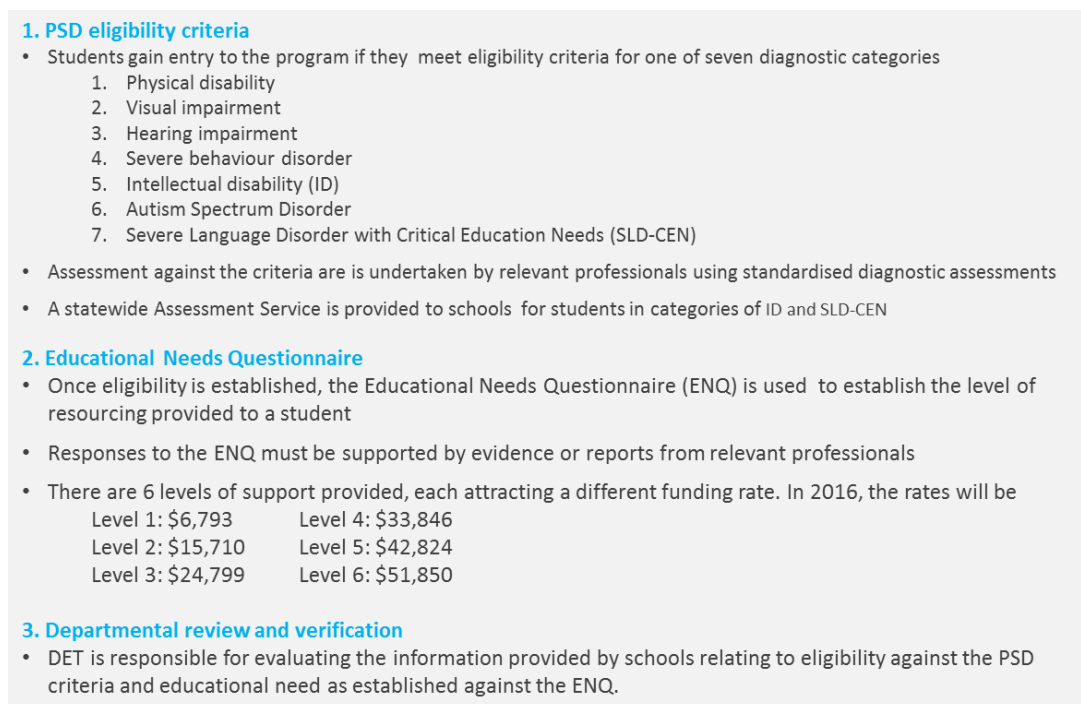 1. PSD eligibility criteria
• Students gain entry to the program if they meet eligibility criteria for one of seven diagnostic categories
1. Physical disability
2. Visual impairment
3. Hearing impairment
4. Severe behaviour disorder
5. Intellectual disability (ID)
6. Autism Spectrum Disorder
7. Severe Language Disorder with Critical Education Needs (SLD-CEN)
• Assessment against the criteria are is undertaken by relevant professionals using standardised diagnostic assessments
• A statewide Assessment Service is provided to schools for students in categories of ID and SLD-CEN
2. Educational Needs Questionnaire
• Once eligibility is established, the Educational Needs Questionnaire (ENQ) is used to establish the level of
resourcing provided to a student
• Responses to the ENQ must be supported by evidence or reports from relevant professionals
• There are 6 levels of support provided, each attracting a different funding rate. In 2016, the rates will be
Level 1: $6,793 Level 4: $33,846
Level 2: $15,710 Level 5: $42,824
Level 3: $24,799 Level 6: $51,850
3. Departmental review and verification
• DET is responsible for evaluating the information provided by schools relating to eligibility against the PSD
criteria and educational need as established against the ENQ.